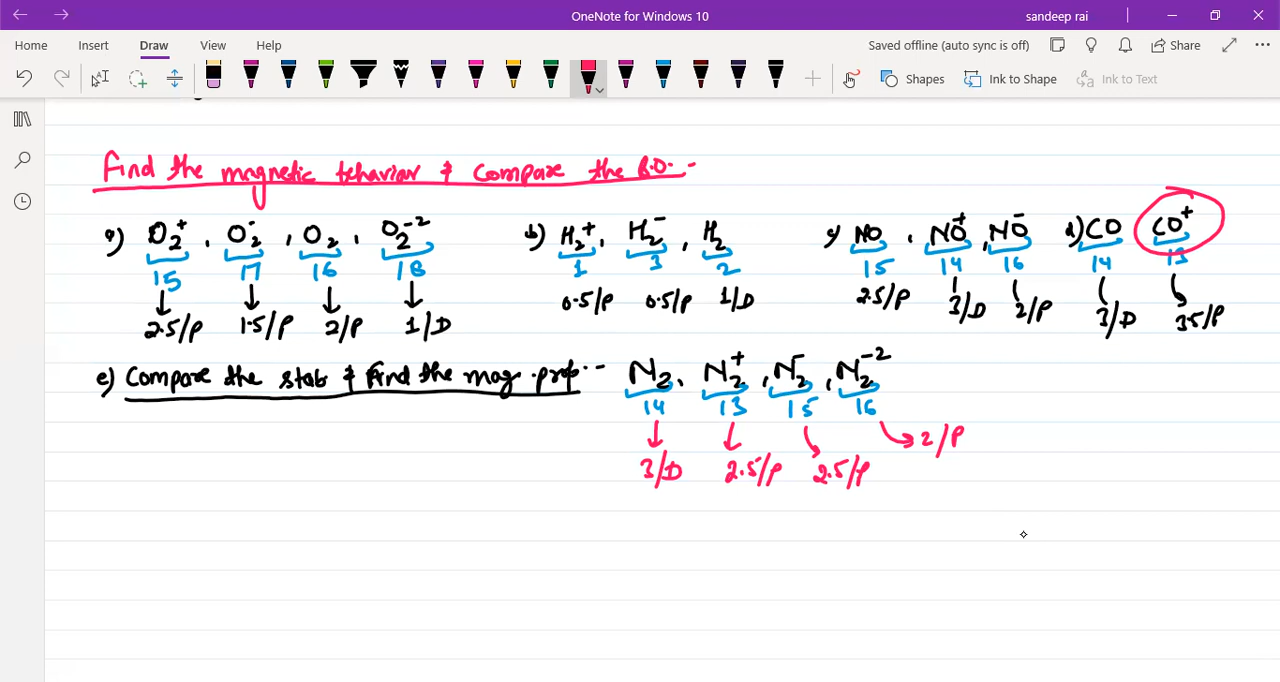 OneNote for Windows 10
sandeep rai
Home Insert Draw View Help
Saved offline (auto sync is off) Share
Shapes Ink to Shape Ink to Text
Find the magnetic behaviar & Compare the B.O.--
a) O₂⁺, O₂⁻, O₂, O₂⁻² b) H₂⁺, H₂⁻, H₂ c) NO, NO⁺, NO⁻ d) CO CO⁺
15 17 16 18 1 3 2 15 14 16 14 13
2.5/P 1.5/P 2/P 1/D 0.5/P 0.5/P 1/D 2.5/P 3/D 2/P 3/D 3.5/P
e) Compare the stab & find the mag. prop.-- N₂, N₂⁺, N₂⁻, N₂⁻²
14 13 15 16
3/D 2.5/P 2.5/P 2/P